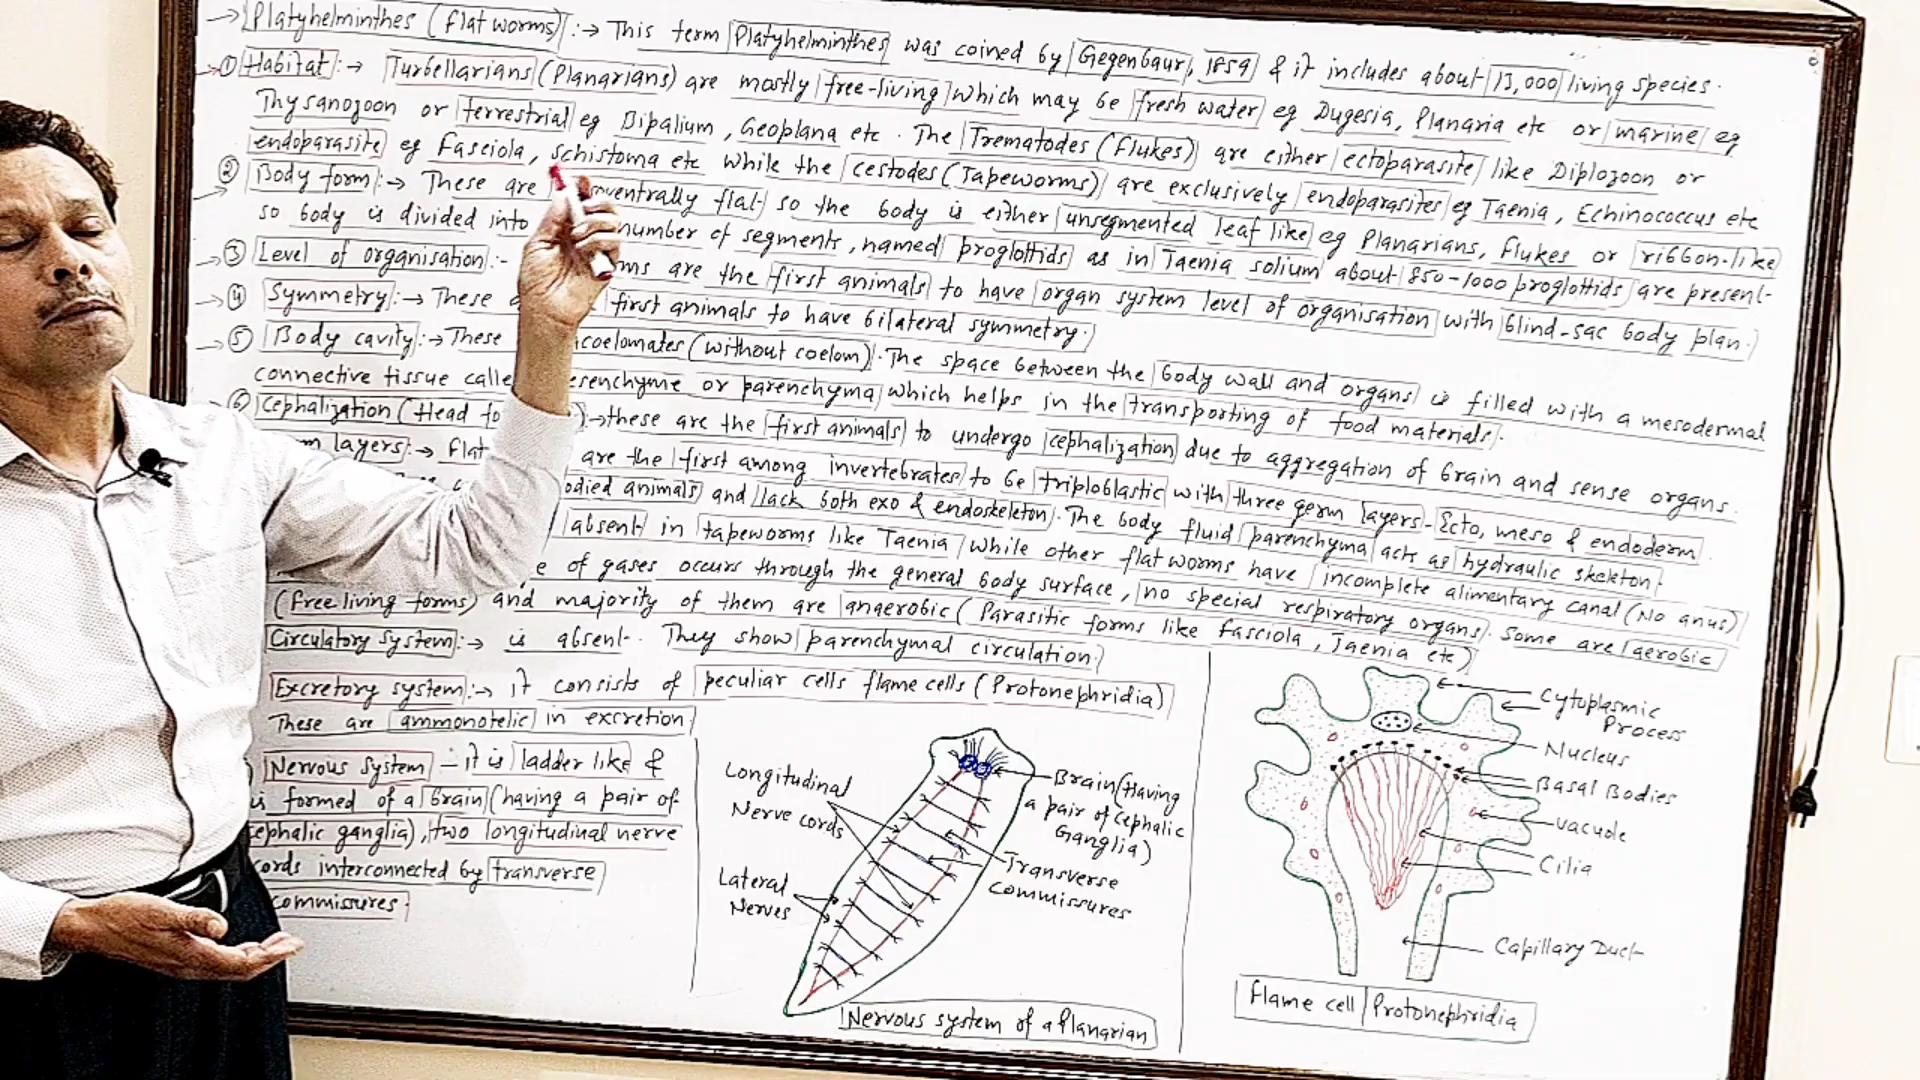 → Platyhelminthes (flat worms) :→ This term Platyhelminthes was coined by Gegenbaur, 1859 & it includes about 13,000 living species.
① Habitat :→ Turbellarians (Planarians) are mostly free-living which may be fresh water eg Dugesia, Planaria etc or marine eg
Thysanozoon or terrestrial eg Bipalium, Geoplana etc. The Trematodes (flukes) are either ectoparasite like Diplozoon or
endoparasite eg Fasciola, Schistoma etc while the cestodes (Tapeworms) are exclusively endoparasites eg Taenia, Echinococcus etc
② Body form :→ These are ventrally flat so the body is either unsegmented leaf like eg Planarians, flukes or ribbon-like
so body is divided into number of segments, named proglottids as in Taenia solium about 850-1000 proglottids are present.
③ Level of organisation :- are the first animals to have organ system level of organisation with blind-sac body plan.
④ Symmetry :→ These first animals to have bilateral symmetry.
⑤ Body cavity :→ These acoelomates (without coelom). The space between the body wall and organs is filled with a mesodermal
connective tissue called mesenchyme or parenchyma which helps in the transporting of food materials.
⑥ Cephalization (Head ) → these are the first animals to undergo cephalization due to aggregation of brain and sense organs.
layers :→ flat are the first among invertebrates to be triploblastic with three germ layers - Ecto, meso & endoderm.
bodied animals and lack both exo & endoskeleton. The body fluid parenchyma acts as hydraulic skeleton.
absent in tapeworms like Taenia while other flat worms have incomplete alimentary canal (No anus)
of gases occurs through the general body surface, no special respiratory organs. Some are aerobic
(free living forms) and majority of them are anaerobic (Parasitic forms like fasciola, Taenia etc)
Circulatory system :→ is absent. They show parenchymal circulation.
Excretory system :→ it consists of peculiar cells flame cells (Protonephridia)
These are ammonotelic in excretion
Nervous system - it is ladder like &
is formed of a brain (having a pair of
cephalic ganglia), two longitudinal nerve
cords interconnected by transverse
commissures.
Longitudinal
Nerve cords
Lateral
Nerves
Brain (Having
a pair of cephalic
Ganglia)
Transverse
commissures
Nervous system of a Planarian
Cytoplasmic
Process
Nucleus
Basal Bodies
vacuole
Cilia
Capillary Duct
Flame cell Protonephridia